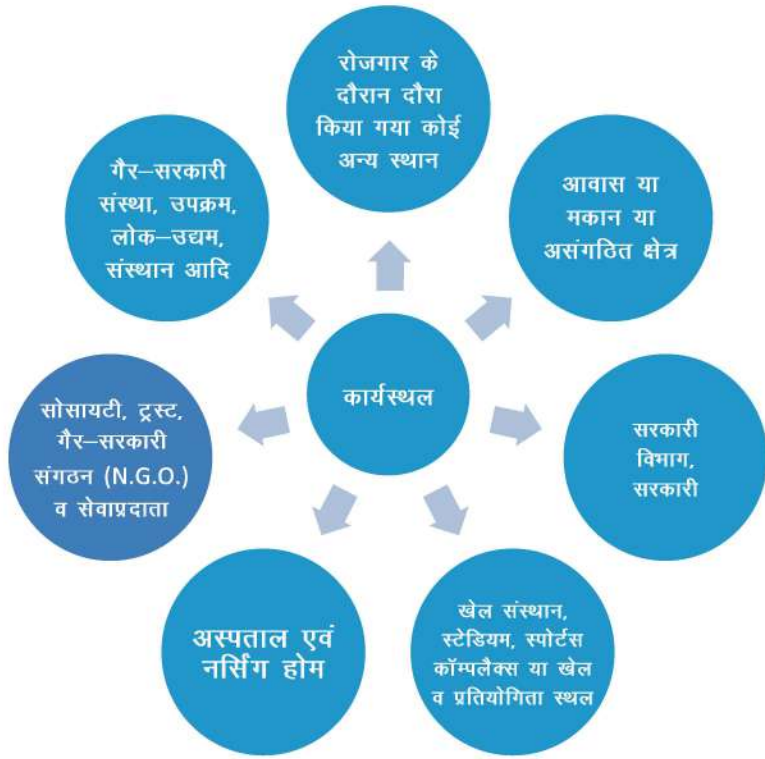 रोजगार के
दौरान दौरा
किया गया कोई
अन्य स्थान
आवास या
मकान या
असंगठित क्षेत्र
सरकारी
विभाग,
सरकारी
खेल संस्थान,
स्टेडियम, स्पोर्टस
कॉम्पलैक्स या खेल
व प्रतियोगिता स्थल
अस्पताल एवं
नर्सिंग होम
सोसायटी, ट्रस्ट,
गैर–सरकारी
संगठन (N.G.O.)
व सेवाप्रदाता
गैर–सरकारी
संस्था, उपक्रम,
लोक–उद्यम,
संस्थान आदि
कार्यस्थल